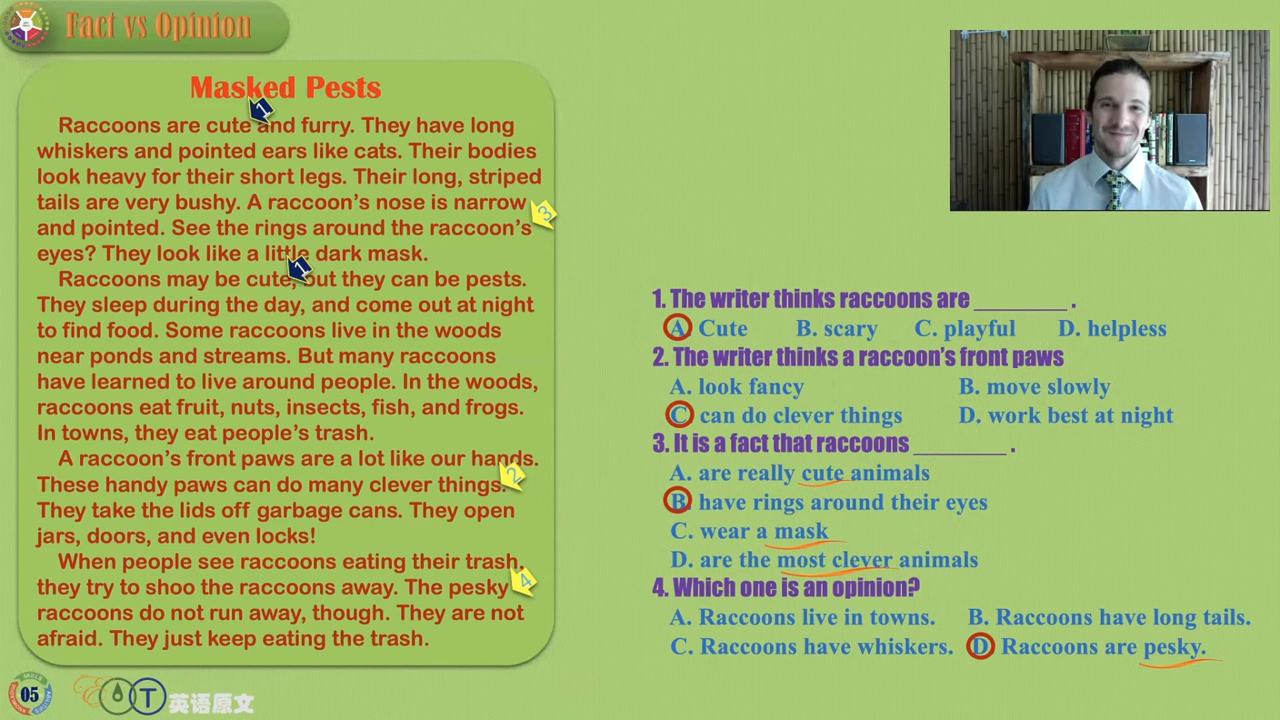 Fact vs Opinion
Masked Pests
Raccoons are cute and furry. They have long
whiskers and pointed ears like cats. Their bodies
look heavy for their short legs. Their long, striped
tails are very bushy. A raccoon's nose is narrow
and pointed. See the rings around the raccoon's
eyes? They look like a little dark mask.
Raccoons may be cute, but they can be pests.
They sleep during the day, and come out at night
to find food. Some raccoons live in the woods
near ponds and streams. But many raccoons
have learned to live around people. In the woods,
raccoons eat fruit, nuts, insects, fish, and frogs.
In towns, they eat people's trash.
A raccoon's front paws are a lot like our hands.
These handy paws can do many clever things.
They take the lids off garbage cans. They open
jars, doors, and even locks!
When people see raccoons eating their trash,
they try to shoo the raccoons away. The pesky
raccoons do not run away, though. They are not
afraid. They just keep eating the trash.
1
3
1
2
4
1. The writer thinks raccoons are ________ .
A. Cute B. scary C. playful D. helpless
2. The writer thinks a raccoon's front paws
A. look fancy B. move slowly
C. can do clever things D. work best at night
3. It is a fact that raccoons ________ .
A. are really cute animals
B. have rings around their eyes
C. wear a mask
D. are the most clever animals
4. Which one is an opinion?
A. Raccoons live in towns. B. Raccoons have long tails.
C. Raccoons have whiskers. D. Raccoons are pesky.
05
T
英语原文